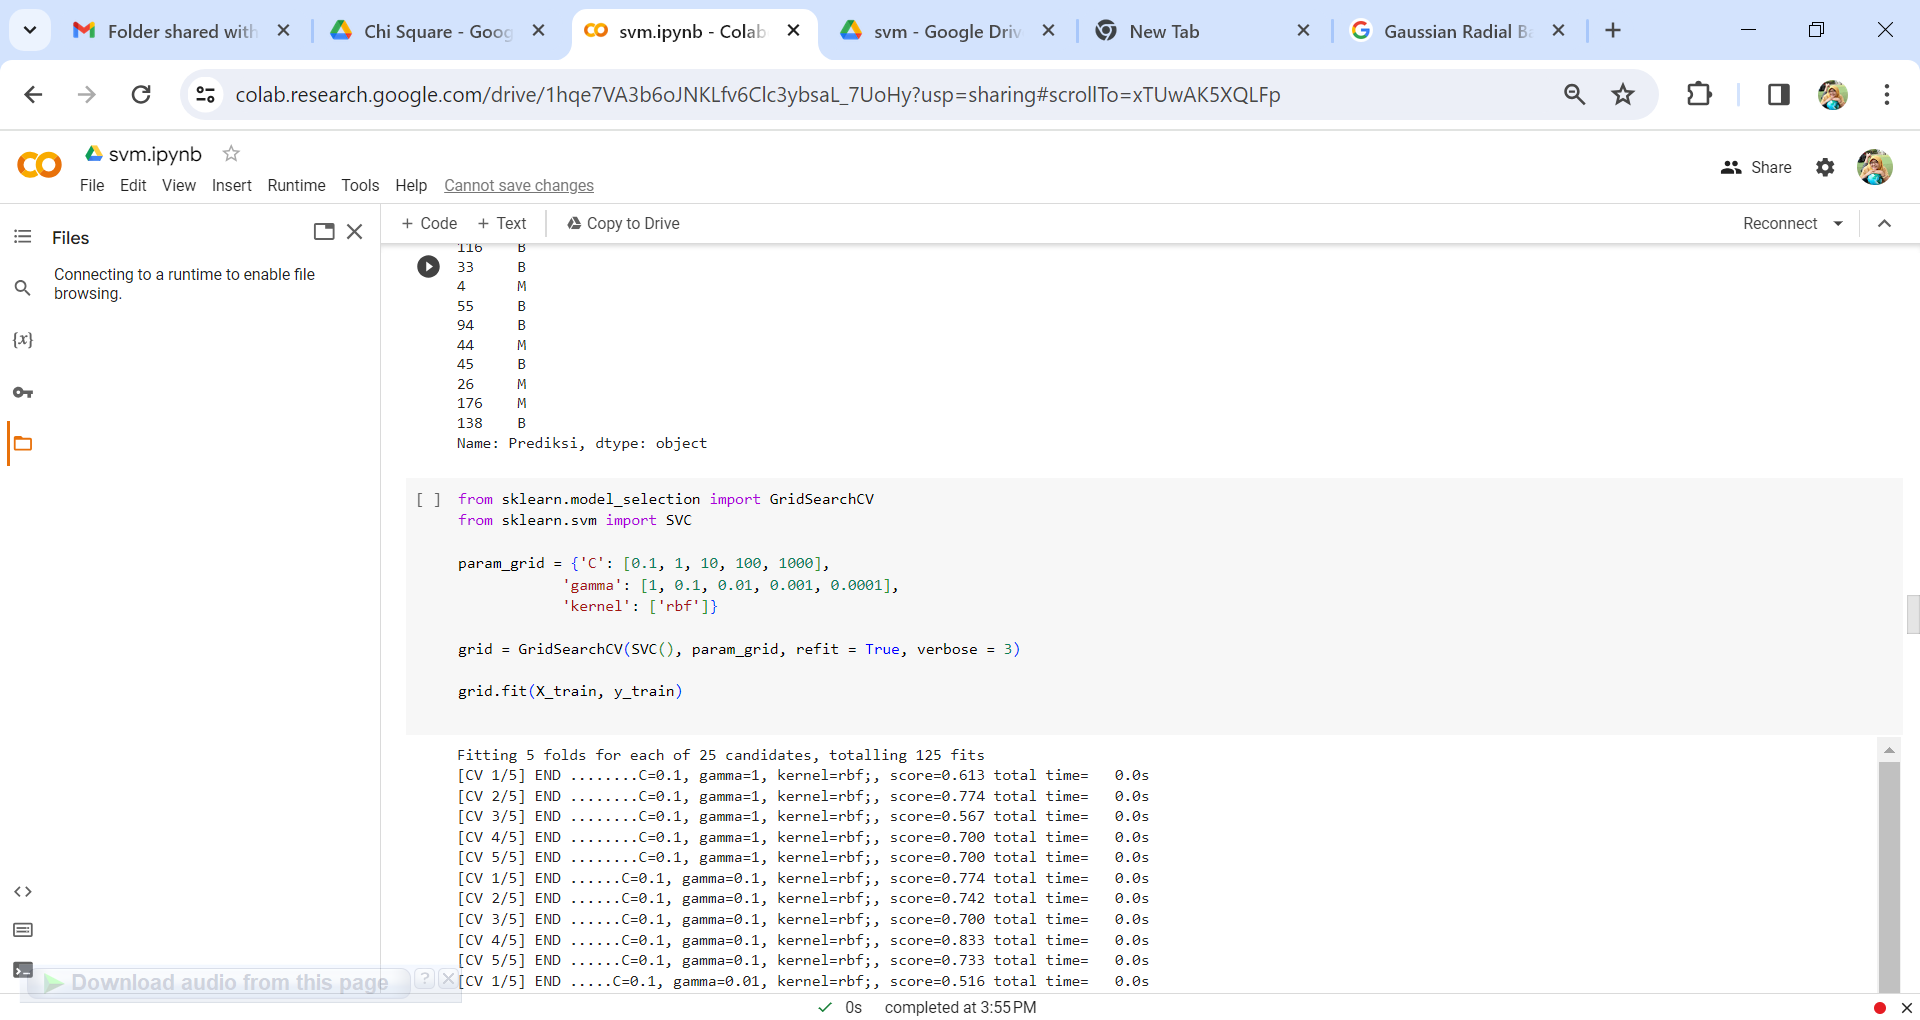 Folder shared with
Chi Square - Goog
svm.ipynb - Colab
svm - Google Driv
New Tab
Gaussian Radial Ba
colab.research.google.com/drive/1hqe7VA3b6oJNKLfv6Clc3ybsaL_7UoHy?usp=sharing#scrollTo=xTUwAK5XQLFp
svm.ipynb
File Edit View Insert Runtime Tools Help Cannot save changes
Share
Files
+ Code + Text Copy to Drive
Reconnect
Connecting to a runtime to enable file
browsing.
{x}
116 B
33 B
4 M
55 B
94 B
44 M
45 B
26 M
176 M
138 B
Name: Prediksi, dtype: object
[ ] from sklearn.model_selection import GridSearchCV
from sklearn.svm import SVC
param_grid = {'C': [0.1, 1, 10, 100, 1000],
'gamma': [1, 0.1, 0.01, 0.001, 0.0001],
'kernel': ['rbf']}
grid = GridSearchCV(SVC(), param_grid, refit = True, verbose = 3)
grid.fit(X_train, y_train)
Fitting 5 folds for each of 25 candidates, totalling 125 fits
[CV 1/5] END ........C=0.1, gamma=1, kernel=rbf;, score=0.613 total time= 0.0s
[CV 2/5] END ........C=0.1, gamma=1, kernel=rbf;, score=0.774 total time= 0.0s
[CV 3/5] END ........C=0.1, gamma=1, kernel=rbf;, score=0.567 total time= 0.0s
[CV 4/5] END ........C=0.1, gamma=1, kernel=rbf;, score=0.700 total time= 0.0s
[CV 5/5] END ........C=0.1, gamma=1, kernel=rbf;, score=0.700 total time= 0.0s
[CV 1/5] END ......C=0.1, gamma=0.1, kernel=rbf;, score=0.774 total time= 0.0s
[CV 2/5] END ......C=0.1, gamma=0.1, kernel=rbf;, score=0.742 total time= 0.0s
[CV 3/5] END ......C=0.1, gamma=0.1, kernel=rbf;, score=0.700 total time= 0.0s
[CV 4/5] END ......C=0.1, gamma=0.1, kernel=rbf;, score=0.833 total time= 0.0s
[CV 5/5] END ......C=0.1, gamma=0.1, kernel=rbf;, score=0.733 total time= 0.0s
[CV 1/5] END .....C=0.1, gamma=0.01, kernel=rbf;, score=0.516 total time= 0.0s
Download audio from this page ?
0s completed at 3:55 PM